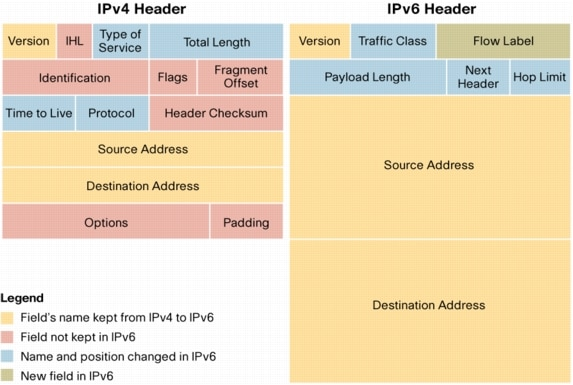 IPv4 Header
Version IHL Type of Service Total Length
Identification Flags Fragment Offset
Time to Live Protocol Header Checksum
Source Address
Destination Address
Options Padding
IPv6 Header
Version Traffic Class Flow Label
Payload Length Next Header Hop Limit
Source Address
Destination Address
Legend
Field's name kept from IPv4 to IPv6
Field not kept in IPv6
Name and position changed in IPv6
New field in IPv6